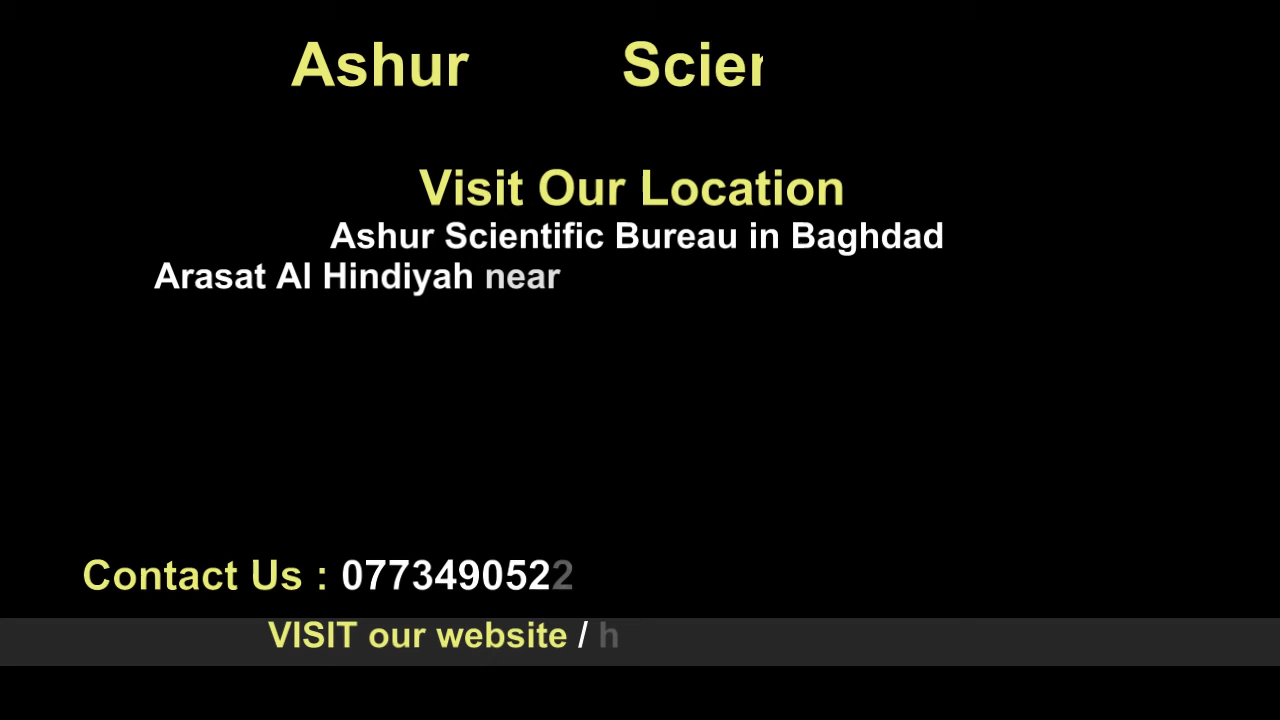 Ashur Scien
Visit Our Location
Ashur Scientific Bureau in Baghdad
Arasat Al Hindiyah near
Contact Us : 0773490522
VISIT our website / h